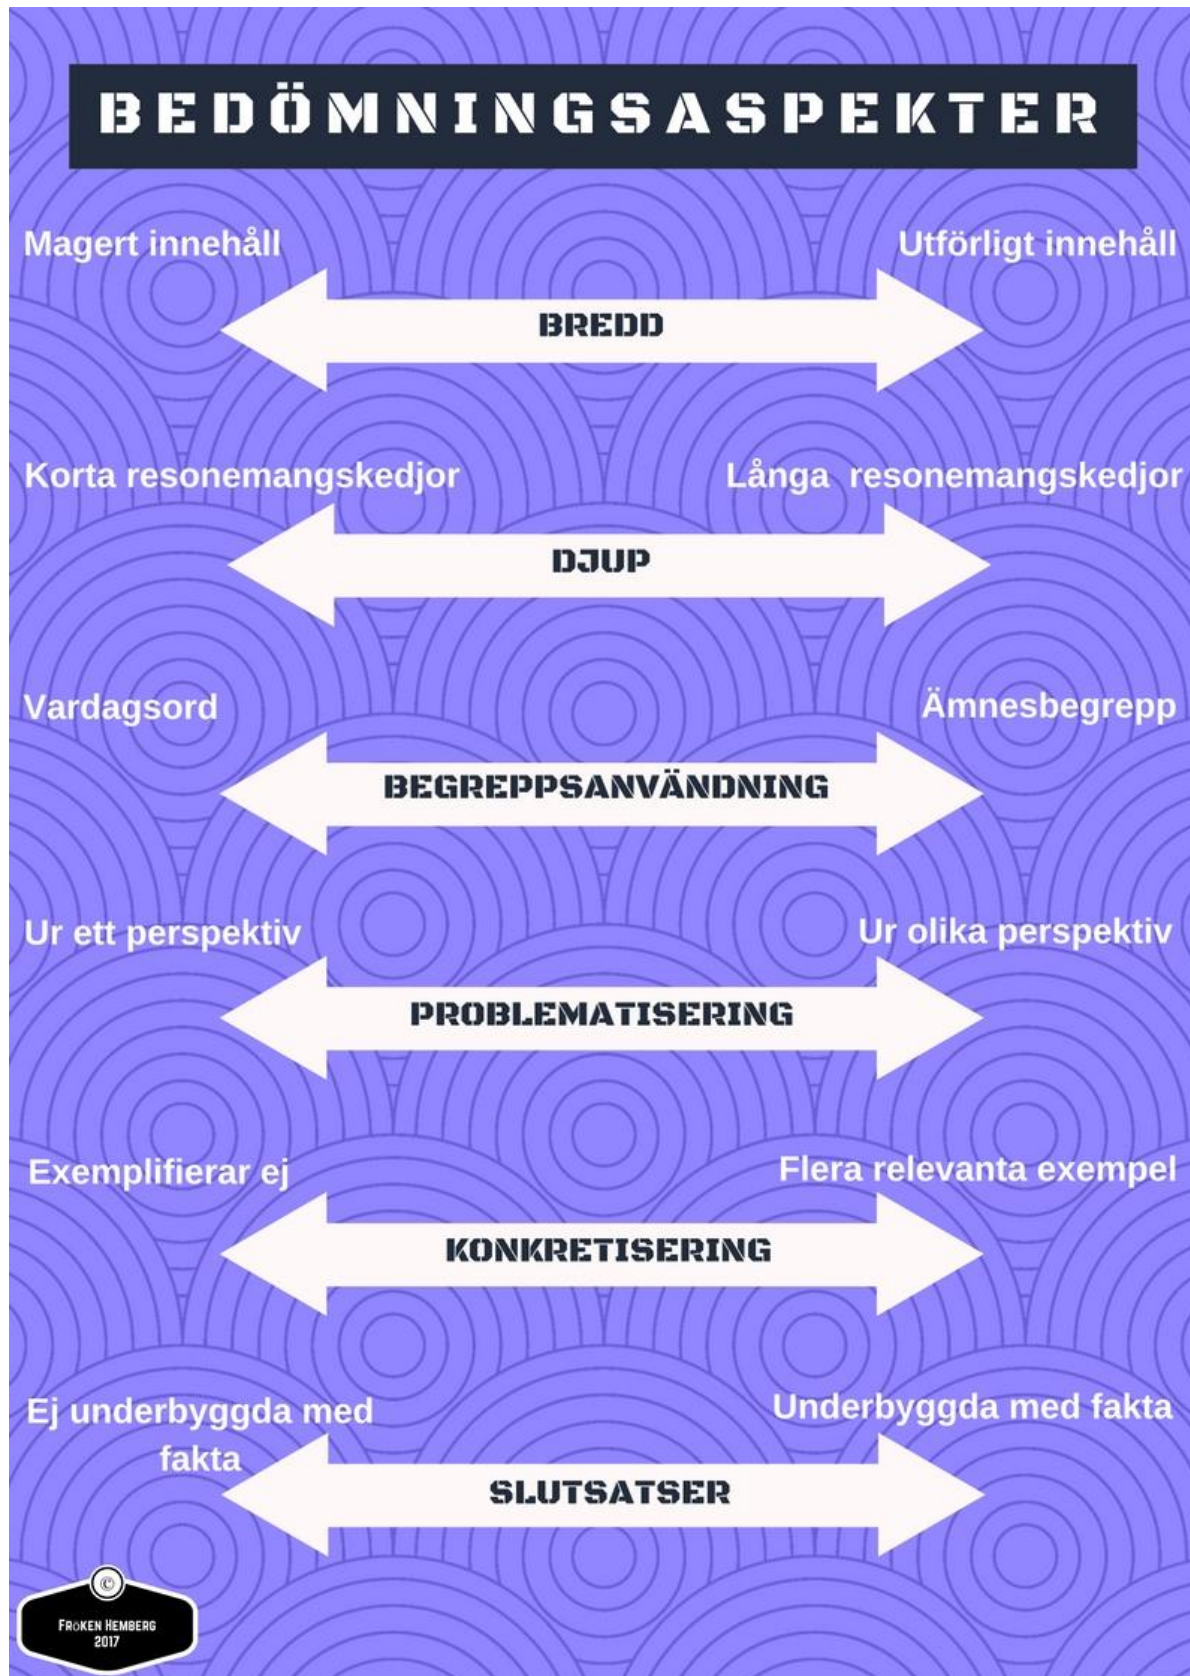 BEDÖMNINGSASPEKTER
Magert innehåll
Utförligt innehåll
BREDD
Korta resonemangskedjor
Långa resonemangskedjor
DJUP
Vardagsord
Ämnesbegrepp
BEGREPPSANVÄNDNING
Ur ett perspektiv
Ur olika perspektiv
PROBLEMATISERING
Exemplifierar ej
Flera relevanta exempel
KONKRETISERING
Ej underbyggda med
fakta
Underbyggda med fakta
SLUTSATSER
©
FRÖKEN HEMBERG
2017